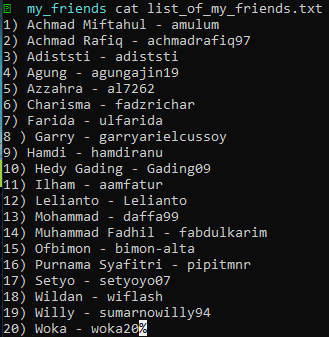 my_friends cat list_of_my_friends.txt
1) Achmad Miftahul - amulum
2) Achmad Rafiq - achmadrafiq97
3) Adiststi - adiststi
4) Agung - agungajin19
5) Azzahra - al7262
6) Charisma - fadzrichar
7) Farida - ulfarida
8 ) Garry - garryarielcussoy
9) Hamdi - hamdiranu
10) Hedy Gading - Gading09
11) Ilham - aamfatur
12) Lelianto - Lelianto
13) Mohammad - daffa99
14) Muhammad Fadhil - fabdulkarim
15) Ofbimon - bimon-alta
16) Purnama Syafitri - pipitmnr
17) Setyo - setyoyo07
18) Wildan - wiflash
19) Willy - sumarnowilly94
20) Woka - woka20%